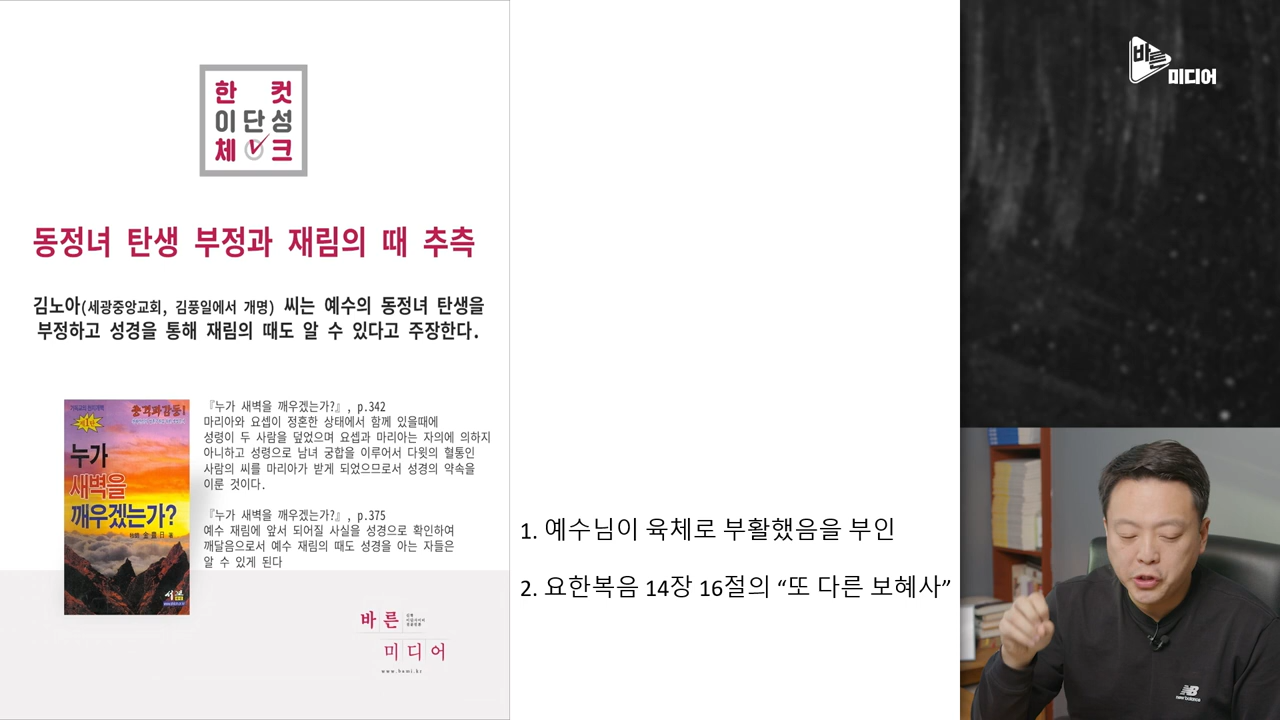 한 컷
이단성
체크
동정녀 탄생 부정과 재림의 때 추측
김노아(세광중앙교회, 김풍일에서 개명) 씨는 예수의 동정녀 탄생을
부정하고 성경을 통해 재림의 때도 알 수 있다고 주장한다.
충격과감동!
누가
새벽을
깨우겠는가?
『누가 새벽을 깨우겠는가?』, p.342
마리아와 요셉이 정혼한 상태에서 함께 있을때에
성령이 두 사람을 덮었으며 요셉과 마리아는 자의에 의하지
아니하고 성령으로 남녀 궁합을 이루어서 다윗의 혈통인
사람의 씨를 마리아가 받게 되었으므로서 성경의 약속을
이룬 것이다.
『누가 새벽을 깨우겠는가?』, p.375
예수 재림에 앞서 되어질 사실을 성경으로 확인하여
깨달음으로서 예수 재림의 때도 성경을 아는 자들은
알 수 있게 된다
바른
미디어
www.bami.kr
1. 예수님이 육체로 부활했음을 부인
2. 요한복음 14장 16절의 “또 다른 보혜사”
바른
미디어
NB
new balance